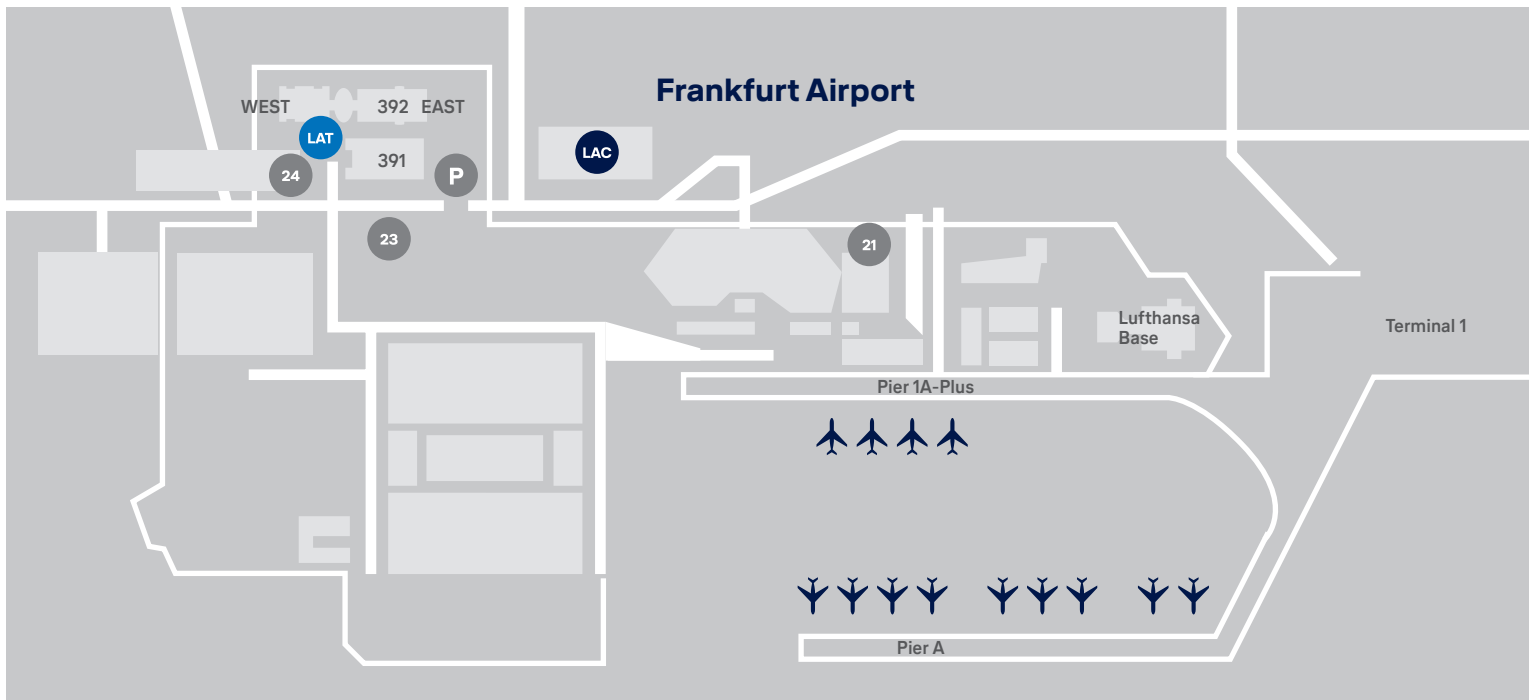 Frankfurt Airport
WEST
392
EAST
LAT
391
LAC
24
P
23
21
Lufthansa
Base
Terminal 1
Pier 1A-Plus
Pier A